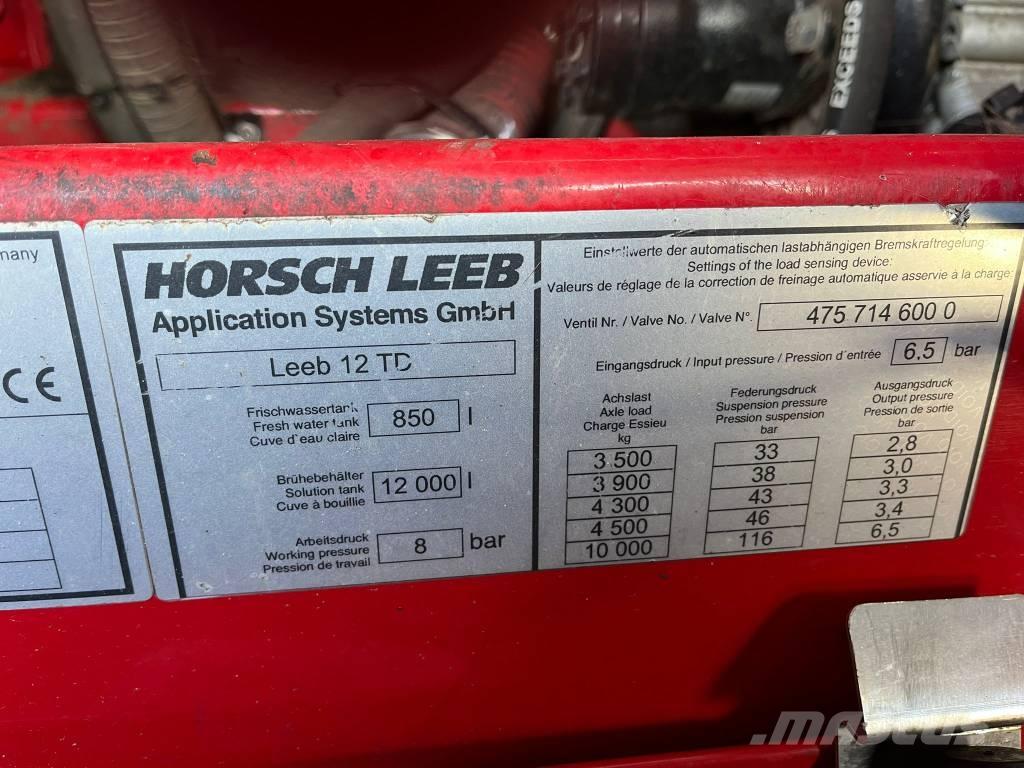 EXCEEDS
many
CE
HORSCH LEEB
Application Systems GmbH
Leeb 12 TD
Frischwassertank
Fresh water tank
Cuve d'eau claire
850 l
Brühebehälter
Solution tank
Cuve à bouillie
12 000 l
Arbeitsdruck
Working pressure
Pression de travail
8 bar
Einstellwerte der automatischen lastabhängigen Bremskraftregelung:
Settings of the load sensing device:
Valeurs de réglage de la correction de freinage automatique asservie à la charge:
Ventil Nr. / Valve No. / Valve N°. 475 714 600 0
Eingangsdruck / Input pressure / Pression d'entrée 6,5 bar
Achslast
Axle load
Charge Essieu
kg
Federungsdruck
Suspension pressure
Pression suspension
bar
Ausgangsdruck
Output pressure
Pression de sortie
bar
3 500 33 2,8
3 900 38 3,0
4 300 43 3,3
4 500 46 3,4
10 000 116 6,5